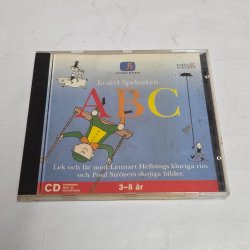 Krakel Spektakels
ABC
Lek och lär med Lennart Hellsings kluriga rim
och Poul Ströyers skojiga bilder
CD
3-8 år